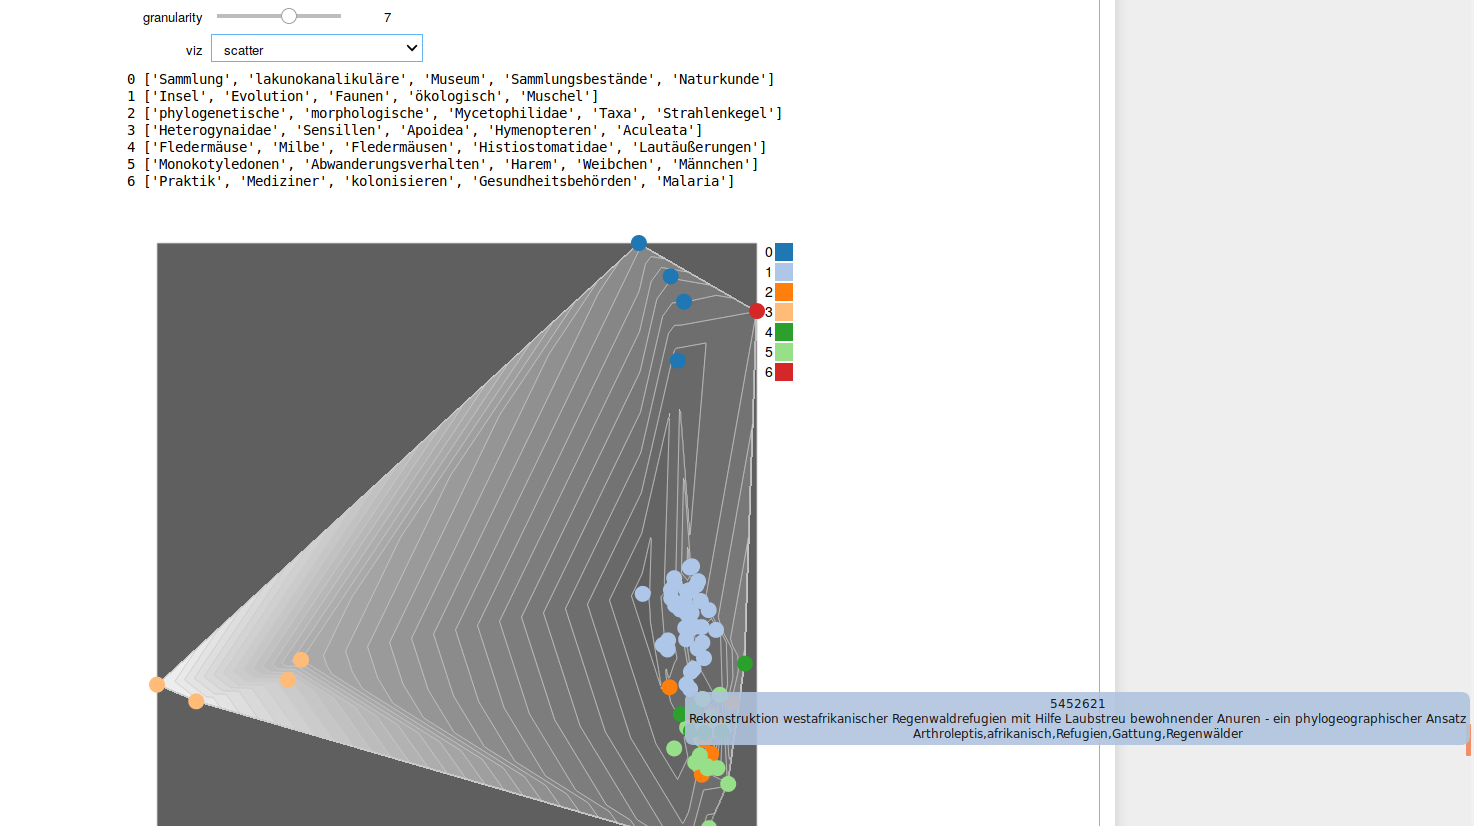 granularity 7
viz scatter
0 ['Sammlung', 'lakunokanalikuläre', 'Museum', 'Sammlungsbestände', 'Naturkunde']
1 ['Insel', 'Evolution', 'Faunen', 'ökologisch', 'Muschel']
2 ['phylogenetische', 'morphologische', 'Mycetophilidae', 'Taxa', 'Strahlenkegel']
3 ['Heterogynaidae', 'Sensillen', 'Apoidea', 'Hymenopteren', 'Aculeata']
4 ['Fledermäuse', 'Milbe', 'Fledermäusen', 'Histiostomatidae', 'Lautäußerungen']
5 ['Monokotyledonen', 'Abwanderungsverhalten', 'Harem', 'Weibchen', 'Männchen']
6 ['Praktik', 'Mediziner', 'kolonisieren', 'Gesundheitsbehörden', 'Malaria']
0
1
2
3
4
5
6
5452621
Rekonstruktion westafrikanischer Regenwaldrefugien mit Hilfe Laubstreu bewohnender Anuren - ein phylogeographischer Ansatz
Arthroleptis,afrikanisch,Refugien,Gattung,Regenwälder